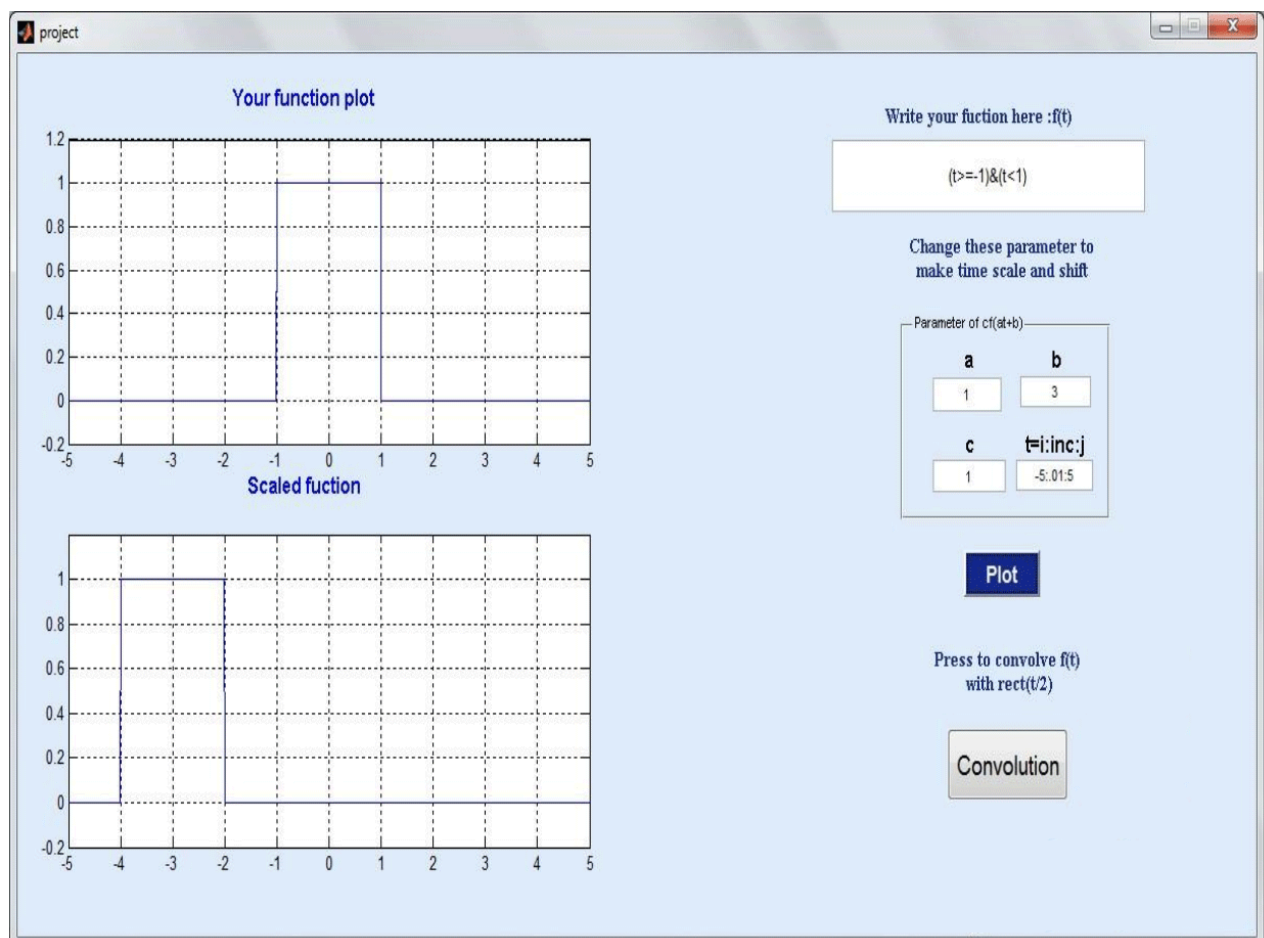 project
Your function plot
1.2
1
0.8
0.6
0.4
0.2
0
-0.2
-5 -4 -3 -2 -1 0 1 2 3 4 5
Scaled fuction
1
0.8
0.6
0.4
0.2
0
-0.2
-5 -4 -3 -2 -1 0 1 2 3 4 5
Write your fuction here :f(t)
(t>=-1)&(t<1)
Change these parameter to
make time scale and shift
Parameter of cf(at+b)
a b
1 3
c t=i:inc:j
1 -5:.01:5
Plot
Press to convolve f(t)
with rect(t/2)
Convolution